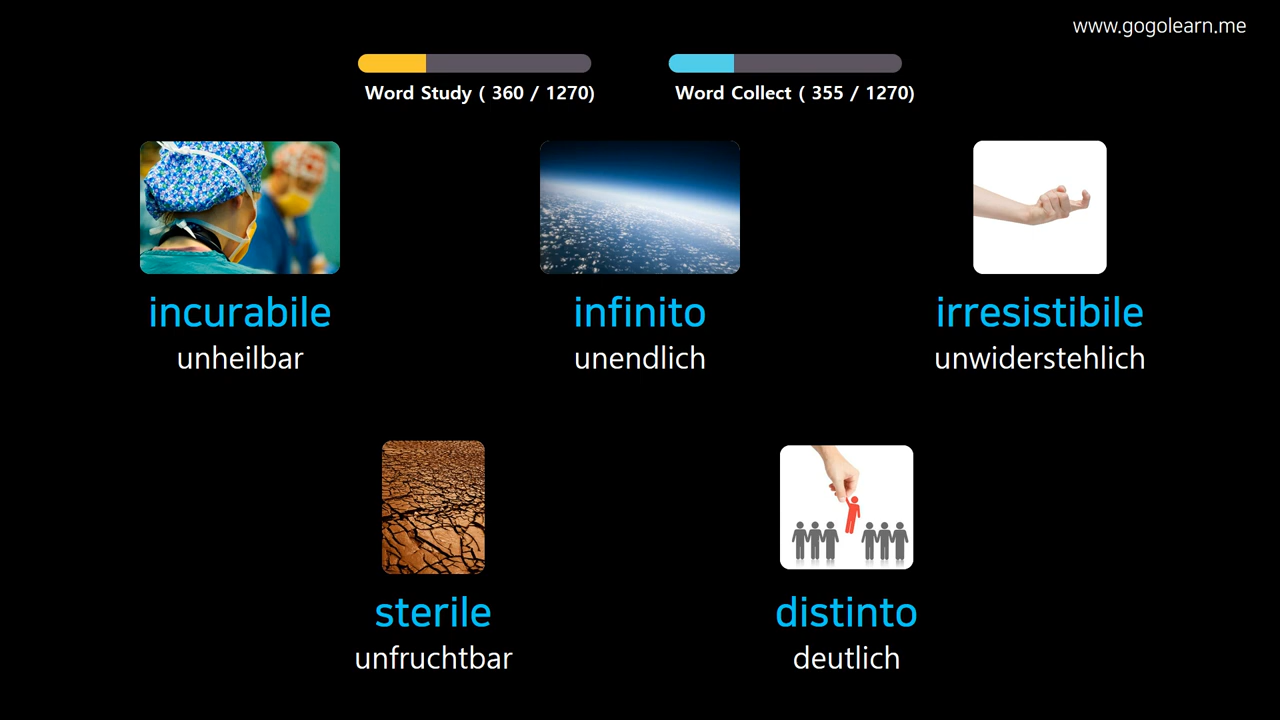 www.gogolearn.me
Word Study ( 360 / 1270)
Word Collect ( 355 / 1270)
incurabile
unheilbar
infinito
unendlich
irresistibile
unwiderstehlich
sterile
unfruchtbar
distinto
deutlich